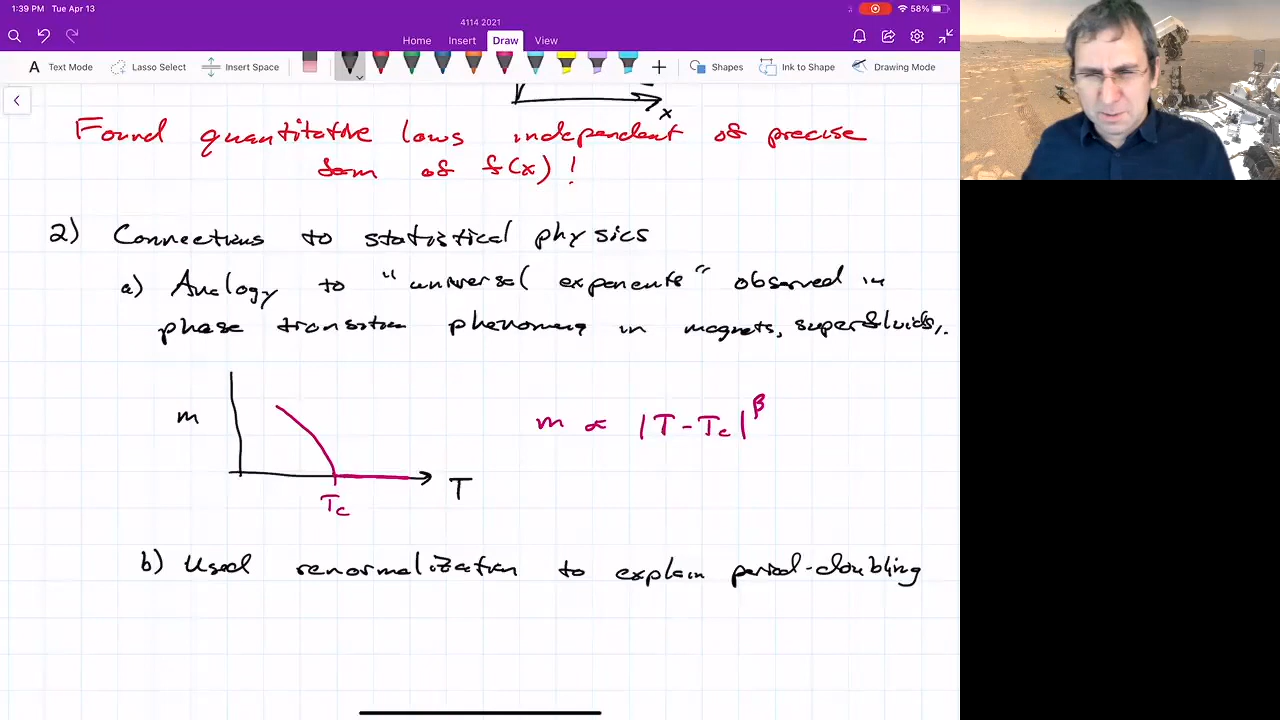 1:39 PM Tue Apr 13
58%
4114 2021
Home Insert Draw View
Text Mode Lasso Select Insert Space Shapes Ink to Shape Drawing Mode
x
Found quantitative laws independent of precise
form of f(x) !
2) Connections to statistical physics
a) Analogy to "universal exponents" observed in
phase transition phenomena in magnets, superfluids,..
m
m ∝ |T - Tc|^β
T
Tc
b) Used renormalization to explain period-doubling